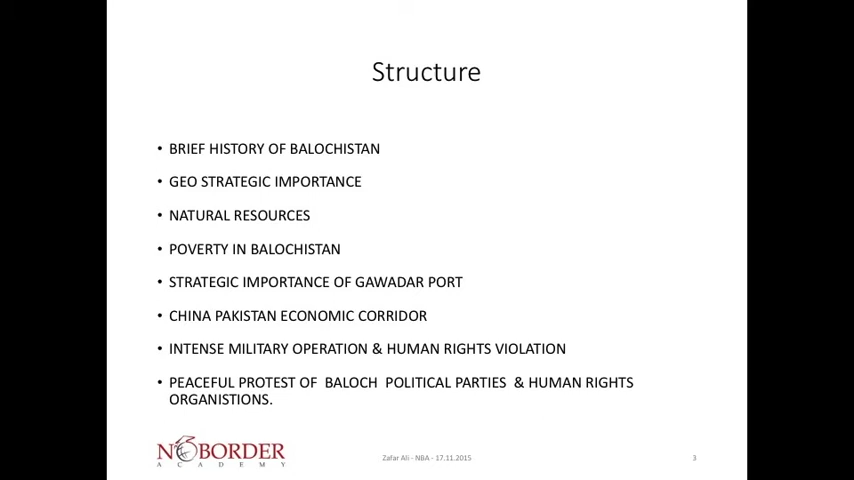 Structure
• BRIEF HISTORY OF BALOCHISTAN
• GEO STRATEGIC IMPORTANCE
• NATURAL RESOURCES
• POVERTY IN BALOCHISTAN
• STRATEGIC IMPORTANCE OF GAWADAR PORT
• CHINA PAKISTAN ECONOMIC CORRIDOR
• INTENSE MILITARY OPERATION & HUMAN RIGHTS VIOLATION
• PEACEFUL PROTEST OF BALOCH POLITICAL PARTIES & HUMAN RIGHTS
ORGANISTIONS.
NOBORDER
ACADEMY
Zafar Ali - NBA - 17.11.2015
3